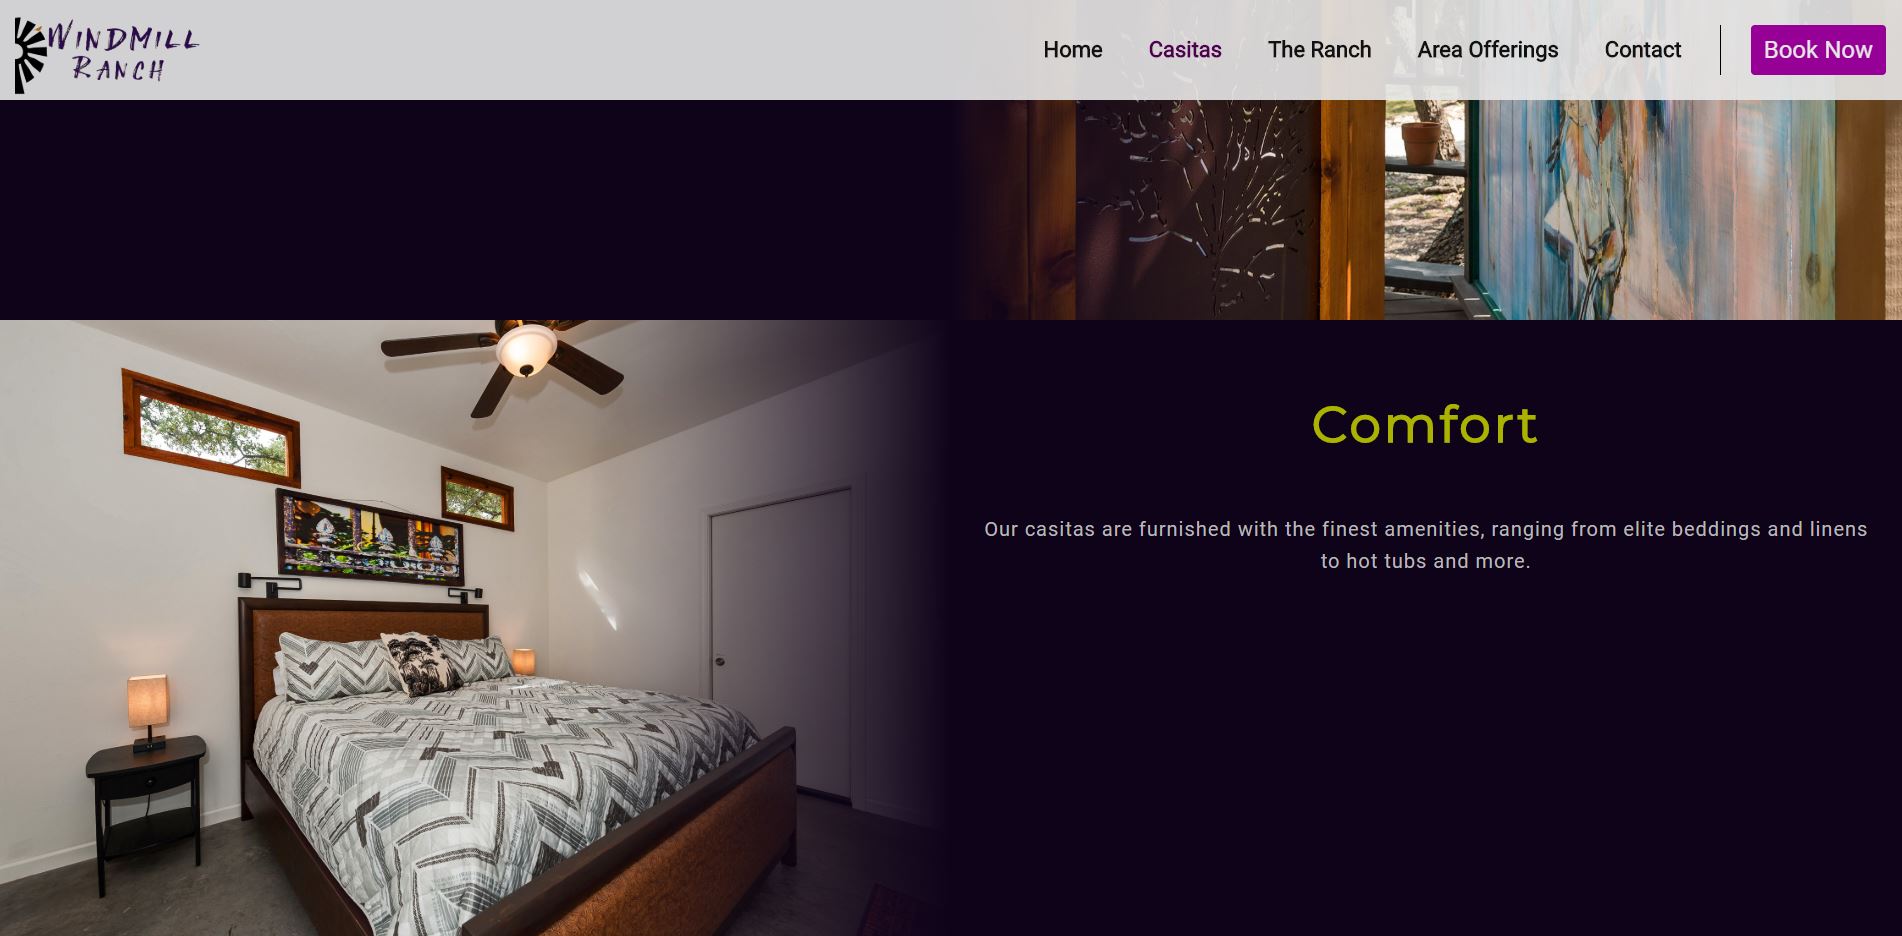 WINDMILL
RANCH
Home
Casitas
The Ranch
Area Offerings
Contact
Book Now
Comfort
Our casitas are furnished with the finest amenities, ranging from elite beddings and linens
to hot tubs and more.